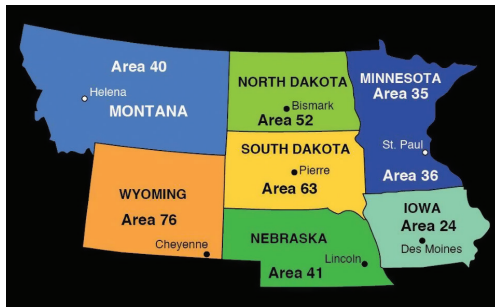 Area 40
Helena
MONTANA
NORTH DAKOTA
Bismark
Area 52
MINNESOTA
Area 35
St. Paul
Area 36
SOUTH DAKOTA
Pierre
Area 63
WYOMING
Area 76
Cheyenne
NEBRASKA
Lincoln
Area 41
IOWA
Area 24
Des Moines